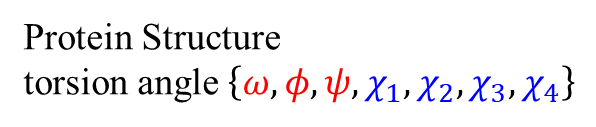 Protein Structure
torsion angle {ω, ϕ, ψ, χ₁, χ₂, χ₃, χ₄}